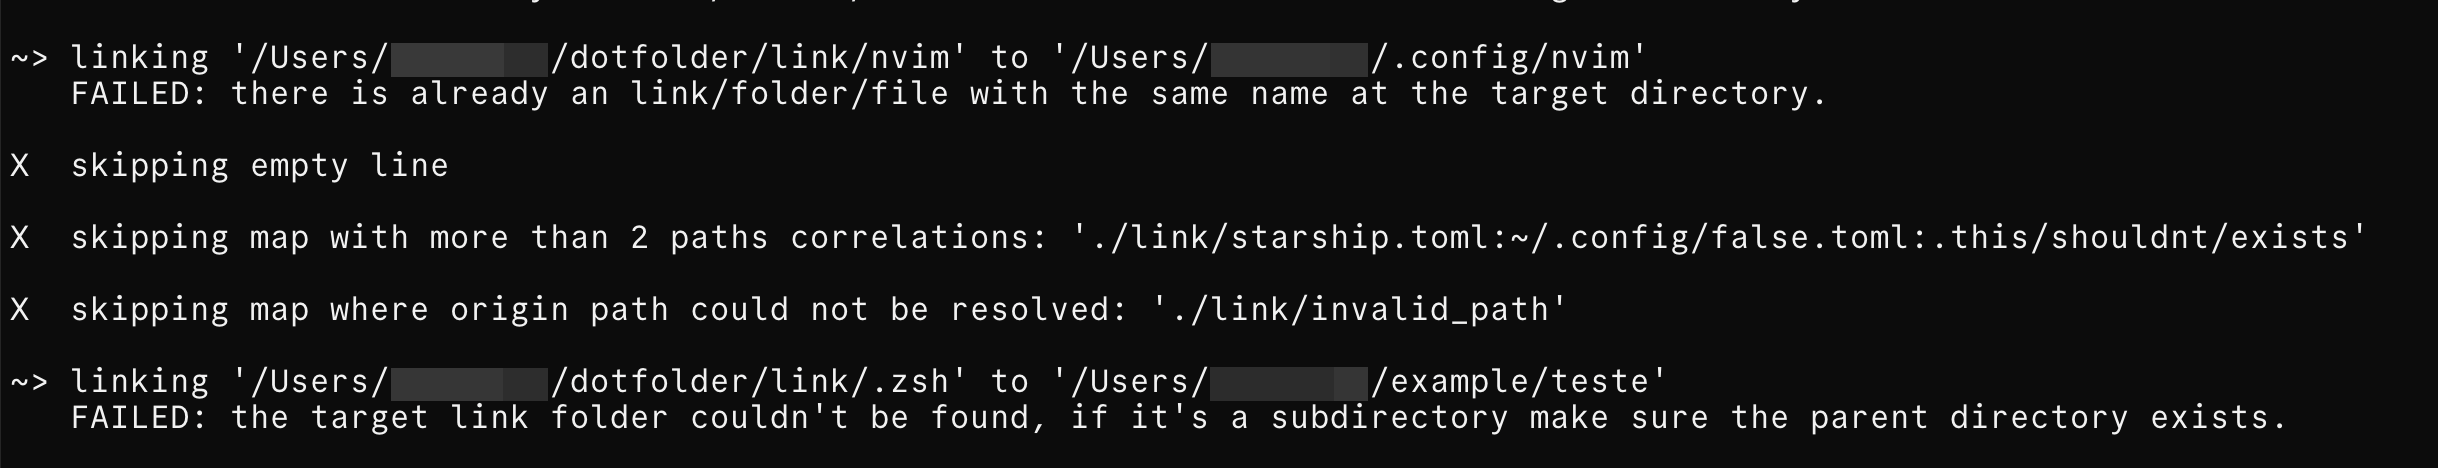 ~> linking '/Users/ /dotfolder/link/nvim' to '/Users/ /.config/nvim'
FAILED: there is already an link/folder/file with the same name at the target directory.
X skipping empty line
X skipping map with more than 2 paths correlations: './link/starship.toml:~/.config/false.toml:.this/shouldnt/exists'
X skipping map where origin path could not be resolved: './link/invalid_path'
~> linking '/Users/ /dotfolder/link/.zsh' to '/Users/ /example/teste'
FAILED: the target link folder couldn't be found, if it's a subdirectory make sure the parent directory exists.